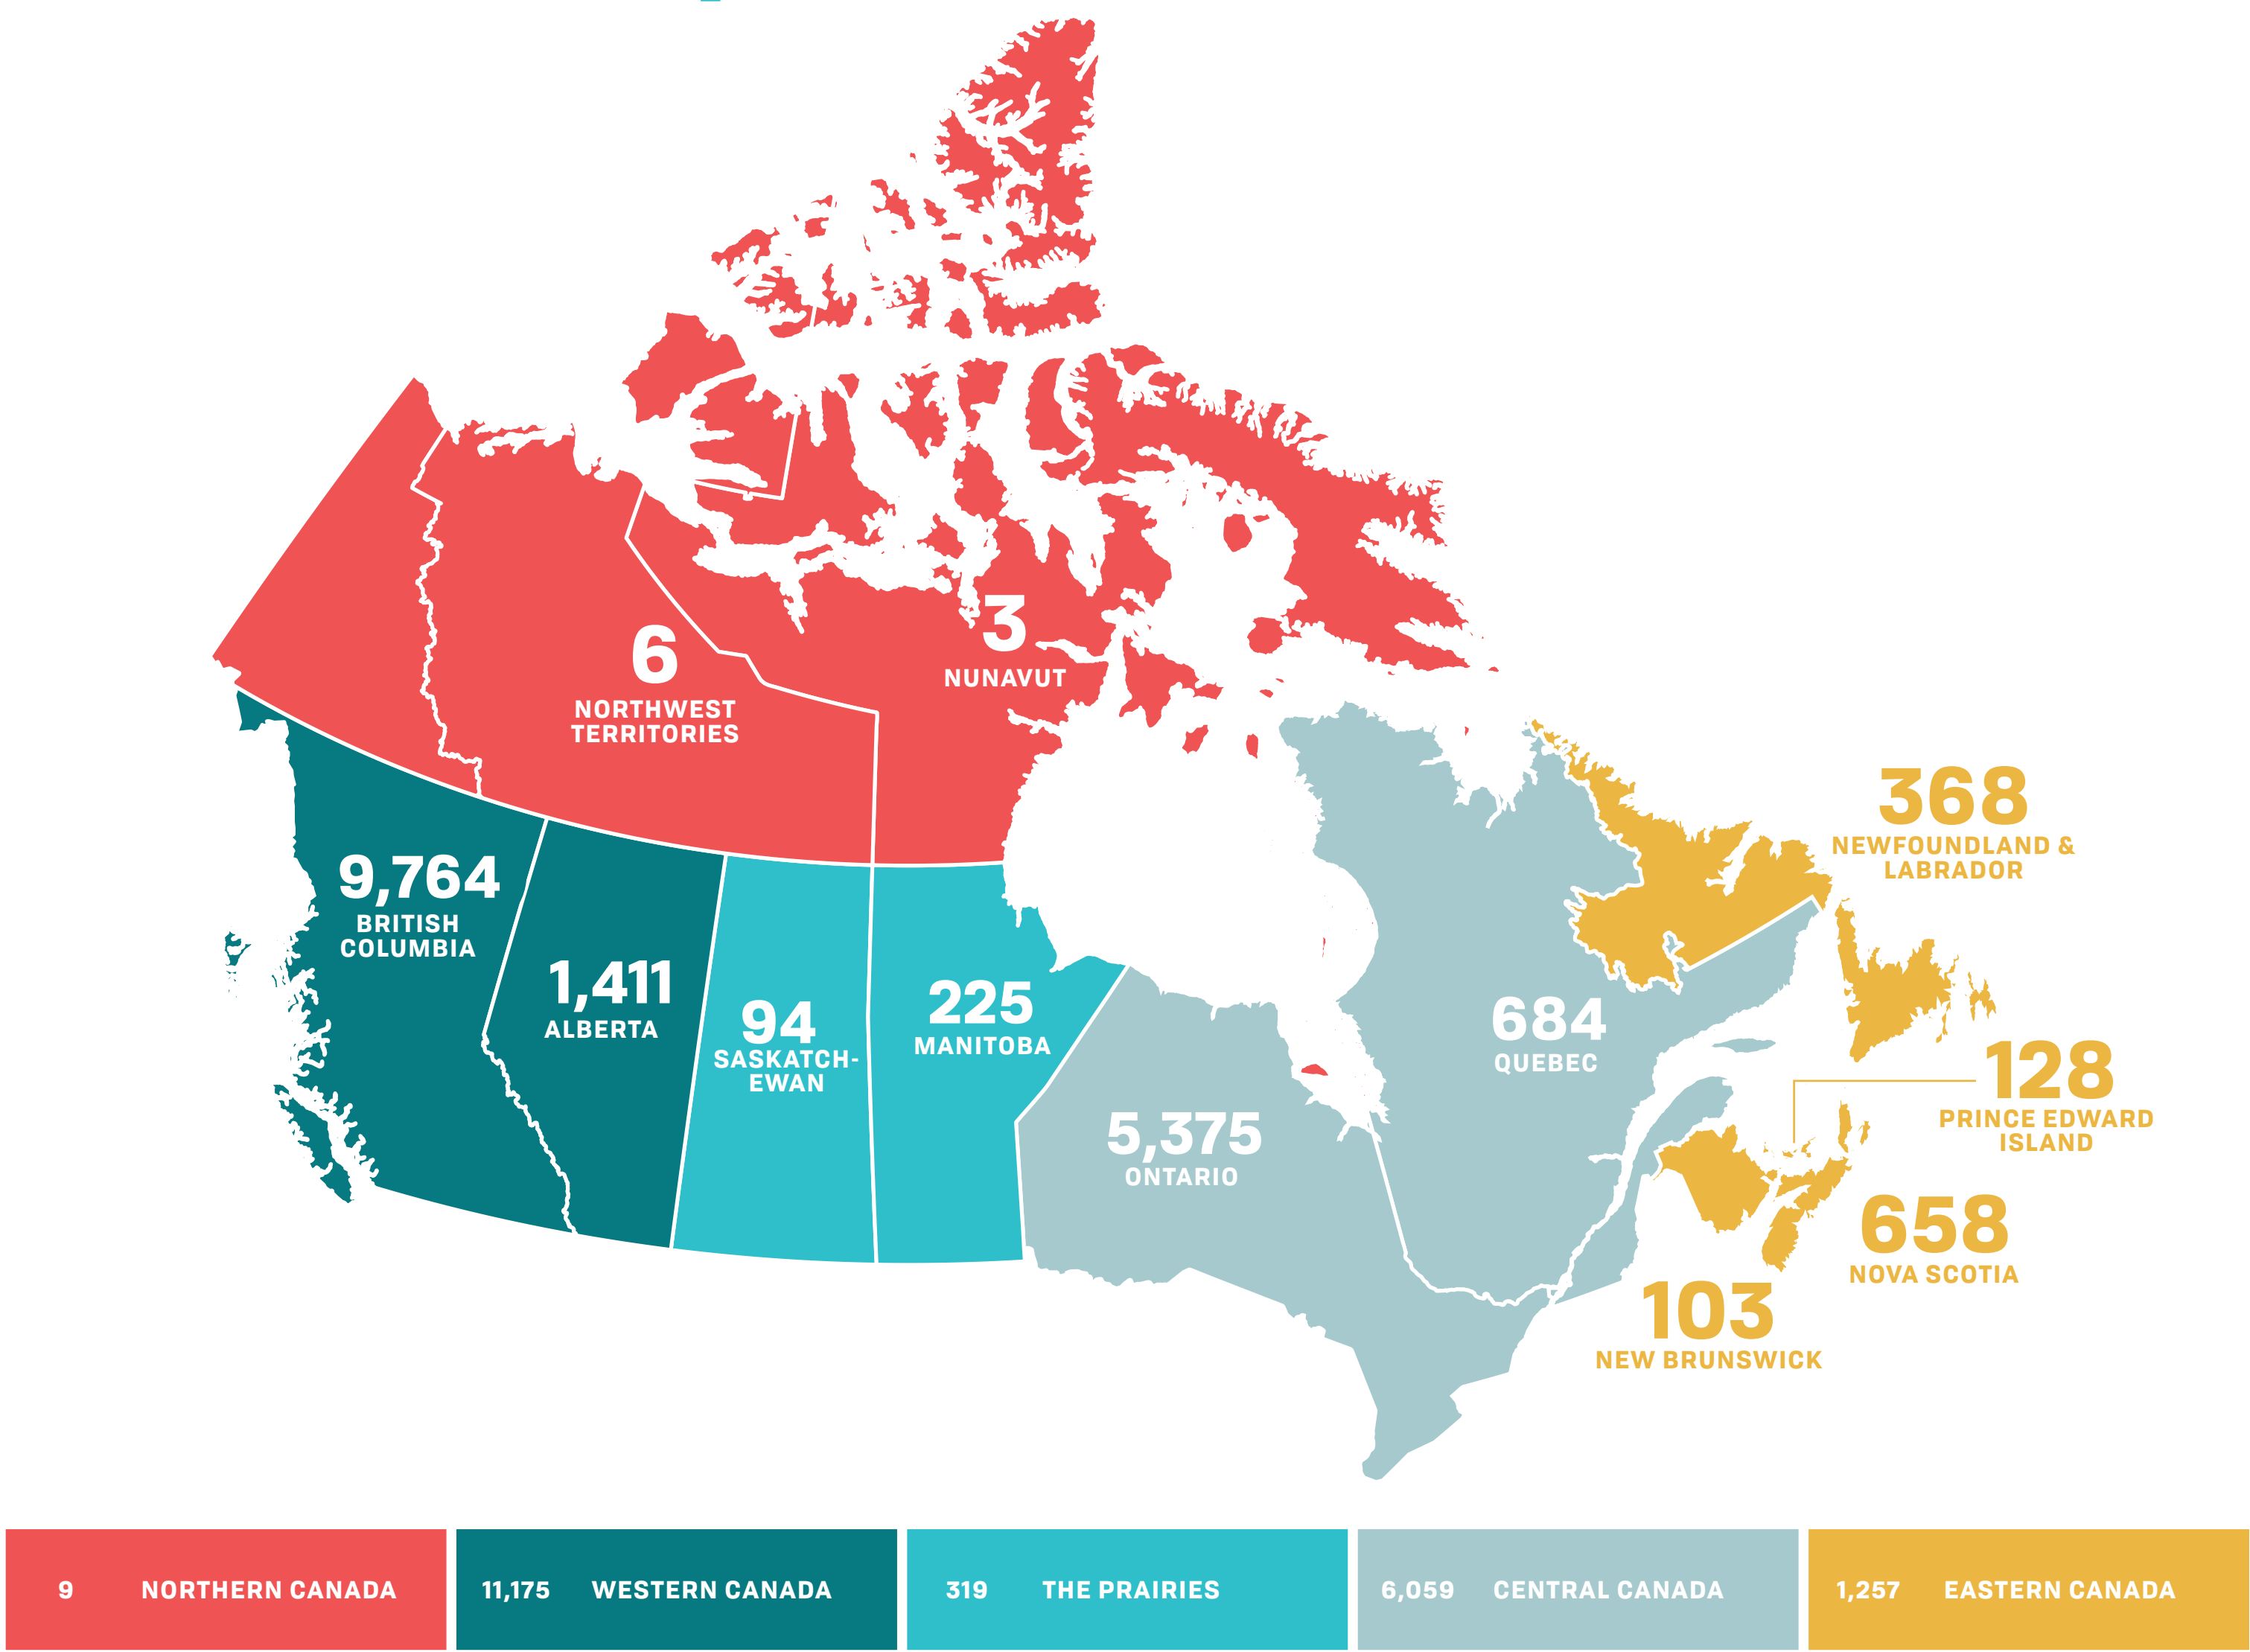 3
NUNAVUT
6
NORTHWEST
TERRITORIES
368
NEWFOUNDLAND &
LABRADOR
9,764
BRITISH
COLUMBIA
1,411
ALBERTA
94
SASKATCH-
EWAN
225
MANITOBA
684
QUEBEC
128
PRINCE EDWARD
ISLAND
5,375
ONTARIO
658
NOVA SCOTIA
103
NEW BRUNSWICK
9 NORTHERN CANADA
11,175 WESTERN CANADA
319 THE PRAIRIES
6,059 CENTRAL CANADA
1,257 EASTERN CANADA